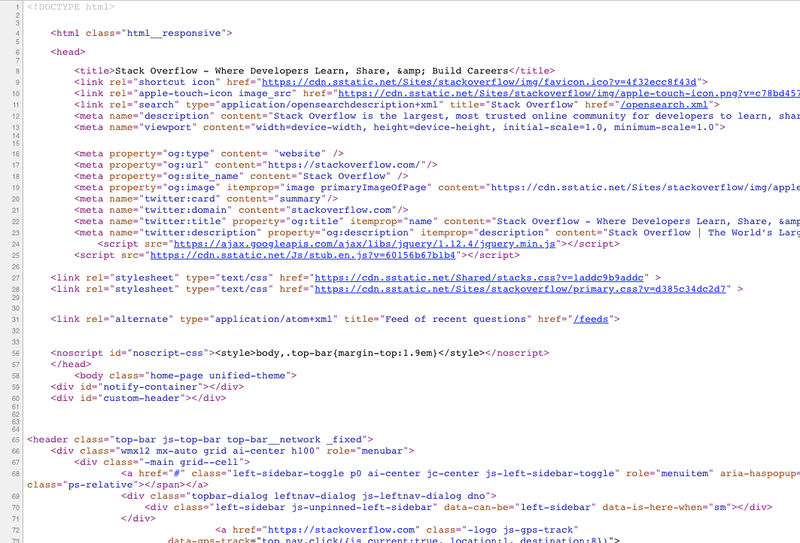 1 <!DOCTYPE html>
2
3
4 <html class="html__responsive">
5
6 <head>
7
8 <title>Stack Overflow - Where Developers Learn, Share, &amp; Build Careers</title>
9 <link rel="shortcut icon" href="https://cdn.sstatic.net/Sites/stackoverflow/img/favicon.ico?v=4f32ecc8f43d">
10 <link rel="apple-touch-icon image_src" href="https://cdn.sstatic.net/Sites/stackoverflow/img/apple-touch-icon.png?v=c78bd457
11 <link rel="search" type="application/opensearchdescription+xml" title="Stack Overflow" href="/opensearch.xml">
12 <meta name="description" content="Stack Overflow is the largest, most trusted online community for developers to learn, shar
13 <meta name="viewport" content="width=device-width, height=device-height, initial-scale=1.0, minimum-scale=1.0">
14
15
16 <meta property="og:type" content= "website" />
17 <meta property="og:url" content="https://stackoverflow.com/"/>
18 <meta property="og:site_name" content="Stack Overflow" />
19 <meta property="og:image" itemprop="image primaryImageOfPage" content="https://cdn.sstatic.net/Sites/stackoverflow/img/apple
20 <meta name="twitter:card" content="summary"/>
21 <meta name="twitter:domain" content="stackoverflow.com"/>
22 <meta name="twitter:title" property="og:title" itemprop="name" content="Stack Overflow - Where Developers Learn, Share, &amp
23 <meta name="twitter:description" property="og:description" itemprop="description" content="Stack Overflow | The World's Larg
24 <script src="https://ajax.googleapis.com/ajax/libs/jquery/1.12.4/jquery.min.js"></script>
25 <script src="https://cdn.sstatic.net/Js/stub.en.js?v=60156b67b1b4"></script>
26
27 <link rel="stylesheet" type="text/css" href="https://cdn.sstatic.net/Shared/stacks.css?v=1addc9b9addc" >
28 <link rel="stylesheet" type="text/css" href="https://cdn.sstatic.net/Sites/stackoverflow/primary.css?v=d385c34dc2d7" >
29
30
31 <link rel="alternate" type="application/atom+xml" title="Feed of recent questions" href="/feeds">
32
33
56 <noscript id="noscript-css"><style>body,.top-bar{margin-top:1.9em}</style></noscript>
57 </head>
58 <body class="home-page unified-theme">
59 <div id="notify-container"></div>
60 <div id="custom-header"></div>
61
62
63
64
65 <header class="top-bar js-top-bar top-bar__network _fixed">
66 <div class="wmx12 mx-auto grid ai-center h100" role="menubar">
67 <div class="-main grid--cell">
68 <a href="#" class="left-sidebar-toggle p0 ai-center jc-center js-left-sidebar-toggle" role="menuitem" aria-haspopup=
class="ps-relative"></span></a>
69 <div class="topbar-dialog leftnav-dialog js-leftnav-dialog dno">
70 <div class="left-sidebar js-unpinned-left-sidebar" data-can-be="left-sidebar" data-is-here-when="sm"></div>
71 </div>
72 <a href="https://stackoverflow.com" class="-logo js-gps-track"
73 data-gps-track="top_nav.click({is_current:true, location:1, destination:8})">